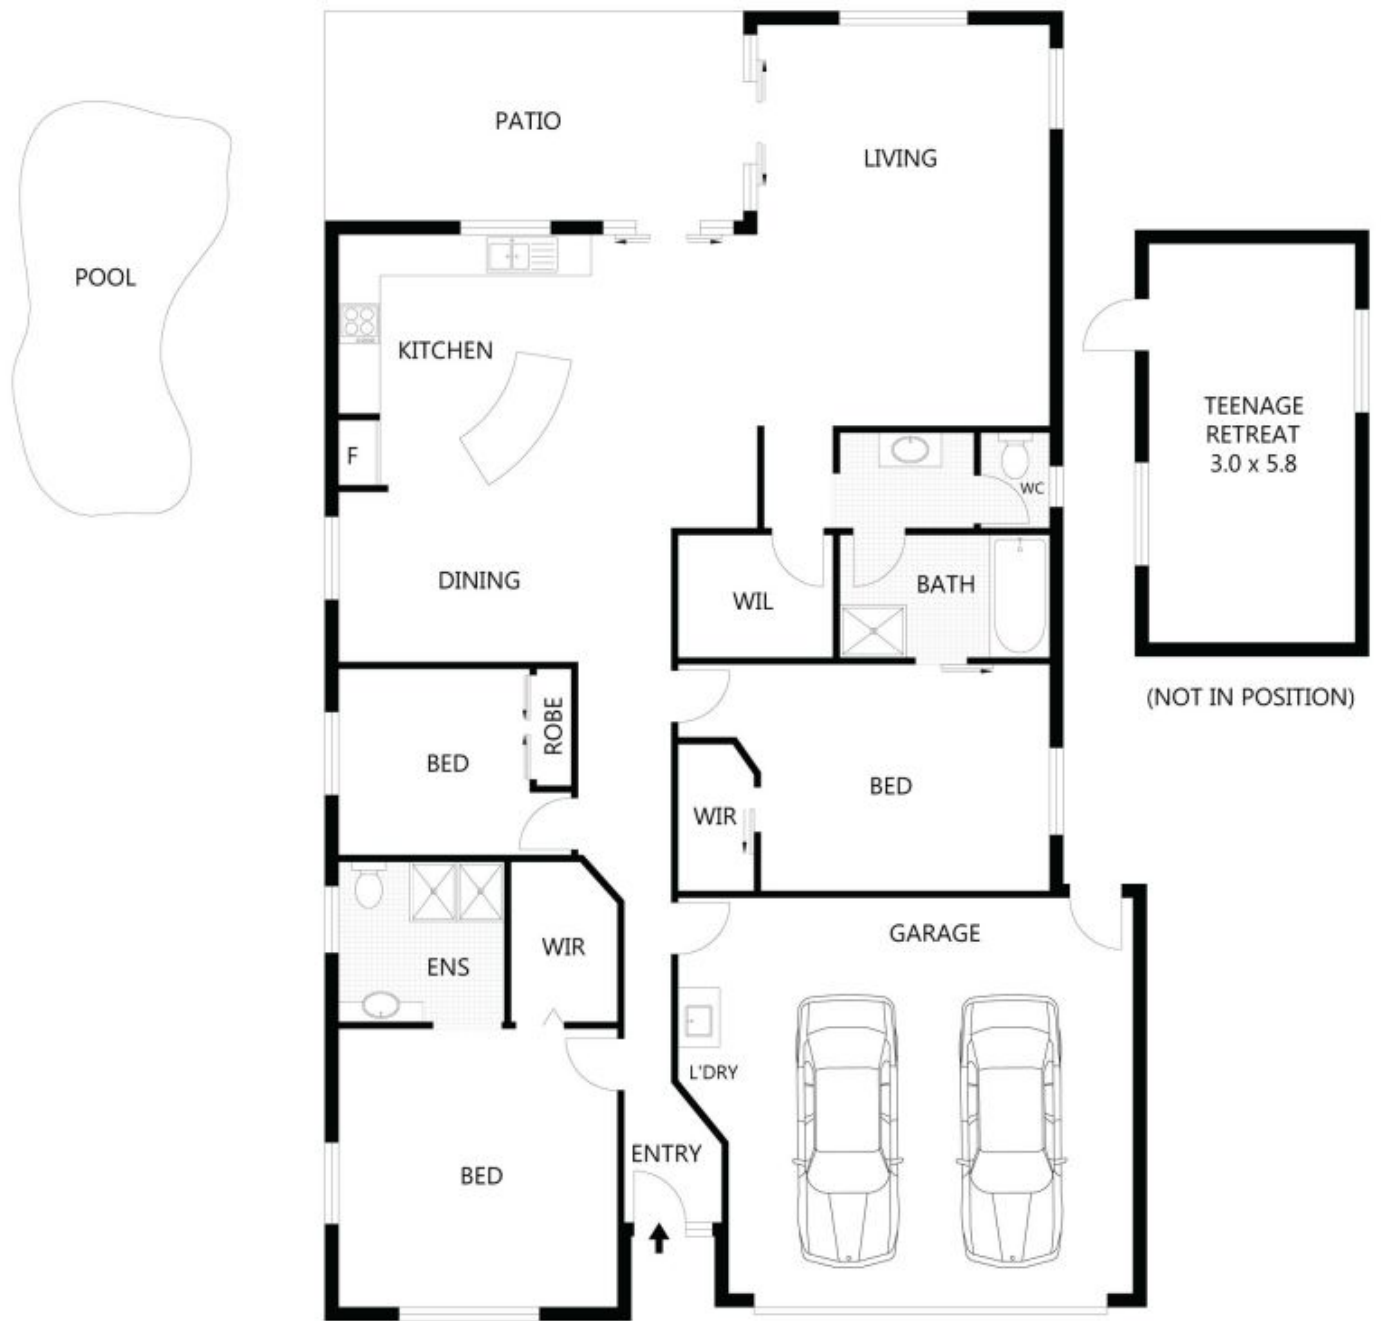 PATIO
LIVING
POOL
KITCHEN
TEENAGE
RETREAT
3.0 x 5.8
F
WC
DINING
WIL
BATH
(NOT IN POSITION)
BED
ROBE
BED
WIR
GARAGE
WIR
ENS
L'DRY
ENTRY
BED